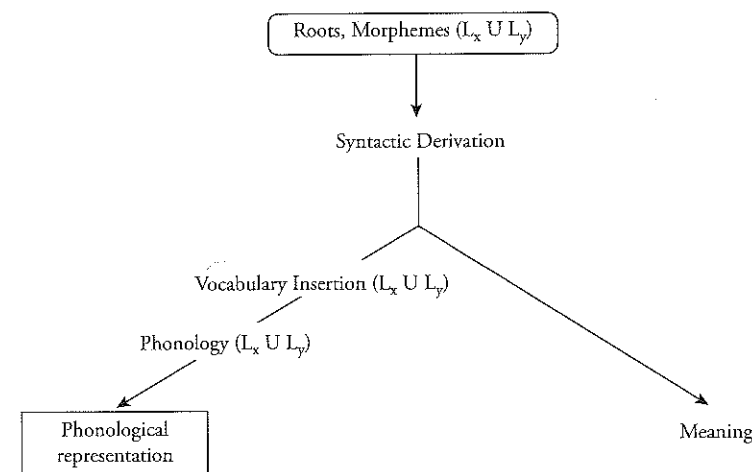 Roots, Morphemes (Lx U Ly)
Syntactic Derivation
Vocabulary Insertion (Lx U Ly)
Phonology (Lx U Ly)
Phonological
representation
Meaning